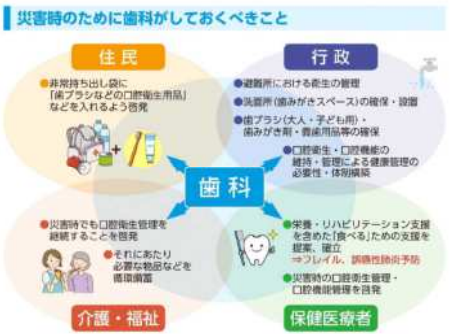 災害時のために歯科がしておくべきこと
住民
●非常持ち出し袋に
「歯ブラシなどの口腔衛生用品」
などを入れるよう啓発
行政
●避難所における衛生の管理
●洗面所(歯みがきスペース)の確保・設置
●歯ブラシ(大人・子ども用)・
歯みがき剤・義歯用品等の確保
●口腔衛生・口腔機能の
維持・管理による健康管理の
必要性・体制構築
歯科
●災害時でも口腔衛生管理を
継続することを啓発
●それにあたり
必要な物品などを
循環備蓄
介護・福祉
●栄養・リハビリテーション支援
を含めた「食べる」ための支援を
提案、確立
⇒フレイル、誤嚥性肺炎予防
●災害時の口腔衛生管理・
口腔機能管理を啓発
保健医療者